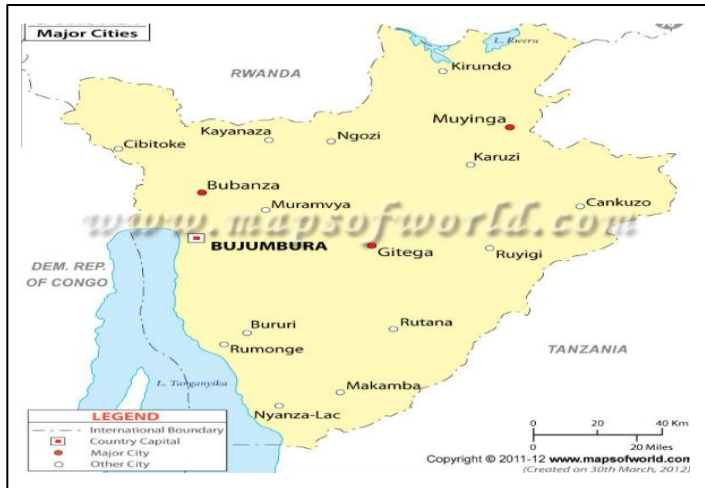 Major Cities
L. Rweru
Kirundo
RWANDA
Muyinga
Kayanaza
Ngozi
Cibitoke
Karuzi
Bubanza
Cankuzo
Muramvya
www.mapsofworld.com
BUJUMBURA
Gitega
Ruyigi
DEM. REP.
OF CONGO
Bururi
Rutana
Rumonge
TANZANIA
L. Tanganyika
Makamba
Nyanza-Lac
LEGEND
International Boundary
Country Capital
Major City
Other City
0 20 40 Km
0 20 Miles
Copyright © 2011-12 www.mapsofworld.com
(Created on 30th March, 2012)